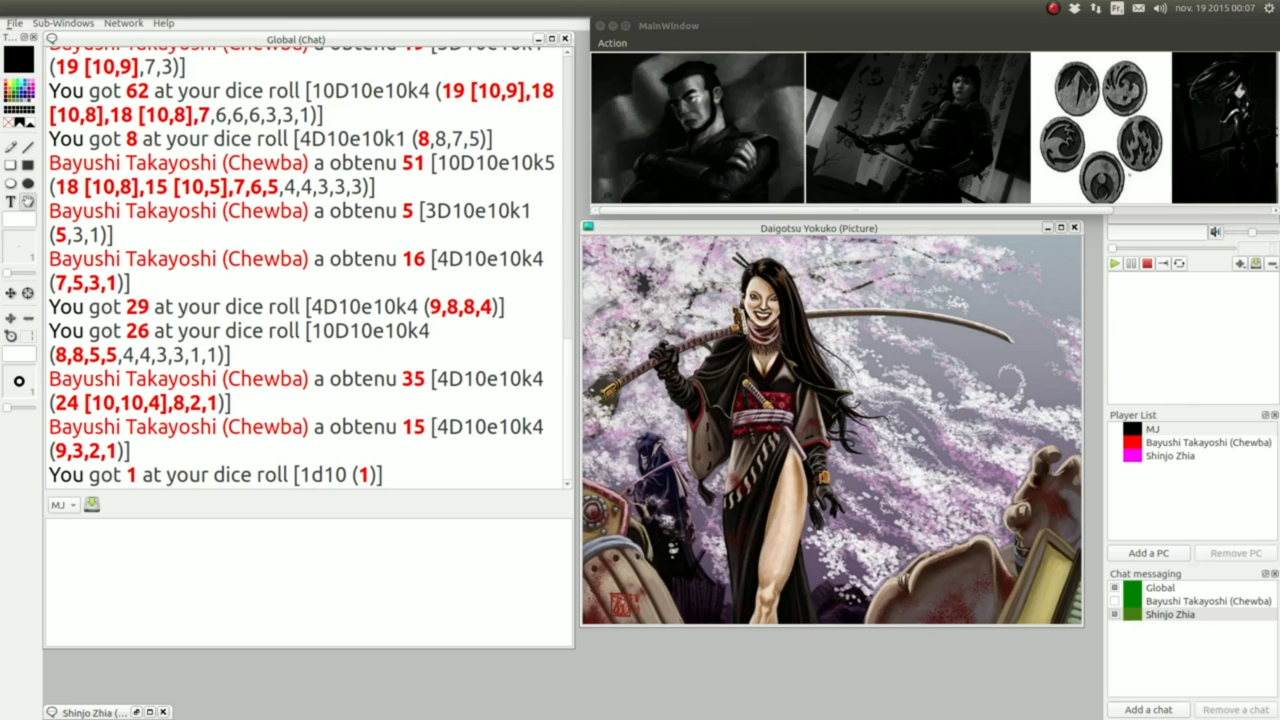 Fr₁
nov. 19 2015 00:07
File Sub-Windows Network Help
MainWindow
Action
T...
Global (Chat)
(19 [10,9],7,3)]
You got 62 at your dice roll [10D10e10k4 (19 [10,9],18
[10,8],18 [10,8],7,6,6,6,3,3,1)]
You got 8 at your dice roll [4D10e10k1 (8,8,7,5)]
Bayushi Takayoshi (Chewba) a obtenu 51 [10D10e10k5
(18 [10,8],15 [10,5],7,6,5,4,4,3,3,3)]
Bayushi Takayoshi (Chewba) a obtenu 5 [3D10e10k1
(5,3,1)]
Bayushi Takayoshi (Chewba) a obtenu 16 [4D10e10k4
(7,5,3,1)]
You got 29 at your dice roll [4D10e10k4 (9,8,8,4)]
You got 26 at your dice roll [10D10e10k4
(8,8,5,5,4,4,3,3,1,1)]
Bayushi Takayoshi (Chewba) a obtenu 35 [4D10e10k4
(24 [10,10,4],8,2,1)]
Bayushi Takayoshi (Chewba) a obtenu 15 [4D10e10k4
(9,3,2,1)]
You got 1 at your dice roll [1d10 (1)]
MJ
T
1
1
Shinjo Zhia (...
Daigotsu Yokuko (Picture)
Player List
MJ
Bayushi Takayoshi (Chewba)
Shinjo Zhia
Add a PC
Remove PC
Chat messaging
Global
Bayushi Takayoshi (Chewba)
Shinjo Zhia
Add a chat
Remove a chat